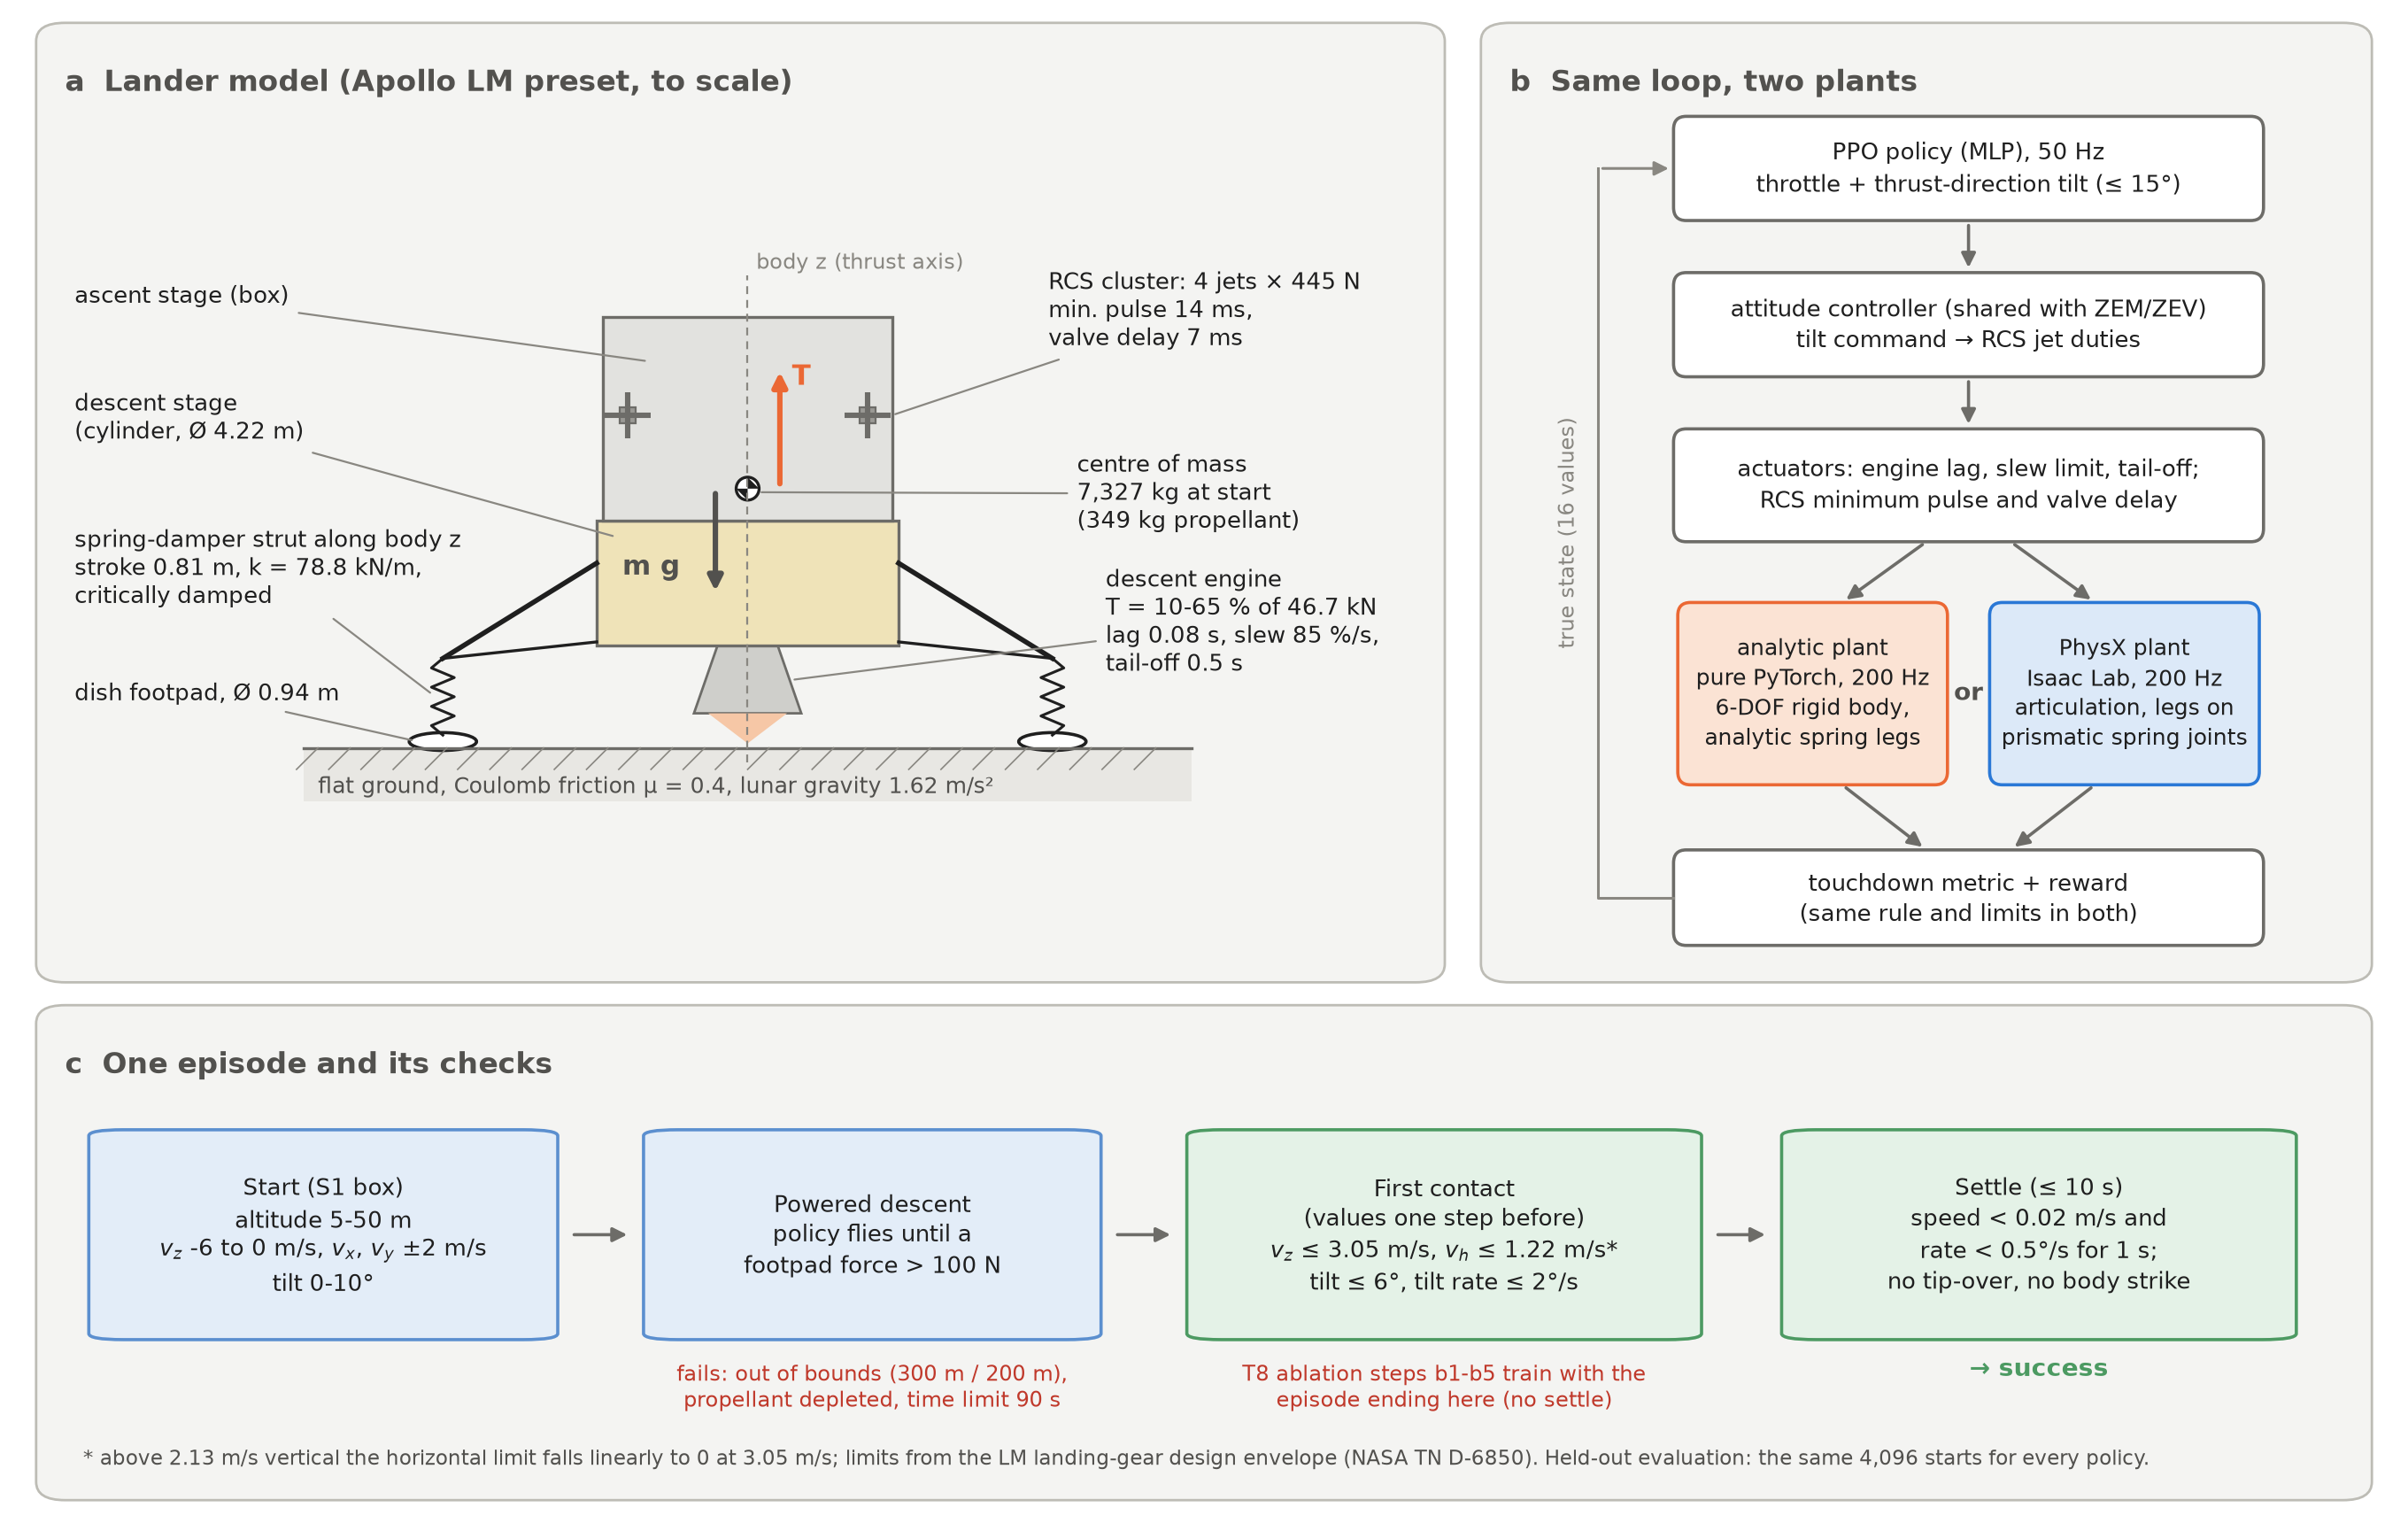 a Lander model (Apollo LM preset, to scale)
body z (thrust axis)
ascent stage (box)
RCS cluster: 4 jets × 445 N
min. pulse 14 ms,
valve delay 7 ms
T
descent stage
(cylinder, Ø 4.22 m)
centre of mass
7,327 kg at start
(349 kg propellant)
spring-damper strut along body z
stroke 0.81 m, k = 78.8 kN/m,
critically damped
m g
descent engine
T = 10-65 % of 46.7 kN
lag 0.08 s, slew 85 %/s,
tail-off 0.5 s
dish footpad, Ø 0.94 m
flat ground, Coulomb friction μ = 0.4, lunar gravity 1.62 m/s²
b Same loop, two plants
PPO policy (MLP), 50 Hz
throttle + thrust-direction tilt (≤ 15°)
attitude controller (shared with ZEM/ZEV)
tilt command → RCS jet duties
actuators: engine lag, slew limit, tail-off;
RCS minimum pulse and valve delay
true state (16 values)
analytic plant
pure PyTorch, 200 Hz
6-DOF rigid body,
analytic spring legs
or
PhysX plant
Isaac Lab, 200 Hz
articulation, legs on
prismatic spring joints
touchdown metric + reward
(same rule and limits in both)
c One episode and its checks
Start (S1 box)
altitude 5-50 m
v_z -6 to 0 m/s, v_x, v_y ±2 m/s
tilt 0-10°
Powered descent
policy flies until a
footpad force > 100 N
First contact
(values one step before)
v_z ≤ 3.05 m/s, v_h ≤ 1.22 m/s*
tilt ≤ 6°, tilt rate ≤ 2°/s
Settle (≤ 10 s)
speed < 0.02 m/s and
rate < 0.5°/s for 1 s;
no tip-over, no body strike
fails: out of bounds (300 m / 200 m),
propellant depleted, time limit 90 s
T8 ablation steps b1-b5 train with the
episode ending here (no settle)
→ success
* above 2.13 m/s vertical the horizontal limit falls linearly to 0 at 3.05 m/s; limits from the LM landing-gear design envelope (NASA TN D-6850). Held-out evaluation: the same 4,096 starts for every policy.